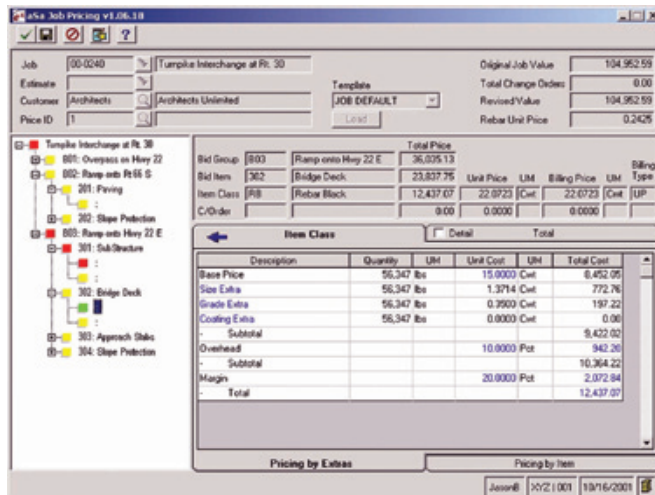 aSa Job Pricing v1.06.10
?
Job 00-0240 Turnpike Interchange at Rt. 30 Original Job Value 104,952.59
Estimate Template Total Change Orders 0.00
Customer Architects Architects Unlimited JOB DEFAULT Revised Value 104,952.59
Price ID 1 Load Rebar Unit Price 0.2425
Turnpike Interchange at Rt. 30
B01: Overpass on Hwy 22
B02: Ramp onto Rt 66 S
201: Paving
:
202: Slope Protection
B03: Ramp onto Hwy 22 E
301: SubStructure
:
:
302: Bridge Deck
:
303: Approach Slabs
304: Slope Protection
Total Price
Bid Group B03 Ramp onto Hwy 22 E 36,035.13 Billing
Bid Item 302 Bridge Deck 23,837.75 Unit Price UM Billing Price UM Type
Item Class RB Rebar Black 12,437.07 22.0723 Cwt 22.0723 Cwt UP
C/Order 0.00 0.0000 0.0000
Item Class Detail Total
Description Quantity UM Unit Cost UM Total Cost
Base Price 56,347 lbs 15.0000 Cwt 8,452.05
Size Extra 56,347 lbs 1.3714 Cwt 772.76
Grade Extra 56,347 lbs 0.3500 Cwt 197.22
Coating Extra 56,347 lbs 0.0000 Cwt 0.00
- Subtotal 9,422.02
Overhead 10.0000 Pct 942.20
- Subtotal 10,364.22
Margin 20.0000 Pct 2,072.84
- Total 12,437.07
Pricing by Extras Pricing by Item
JasonB XYZ | 001 10/16/2001